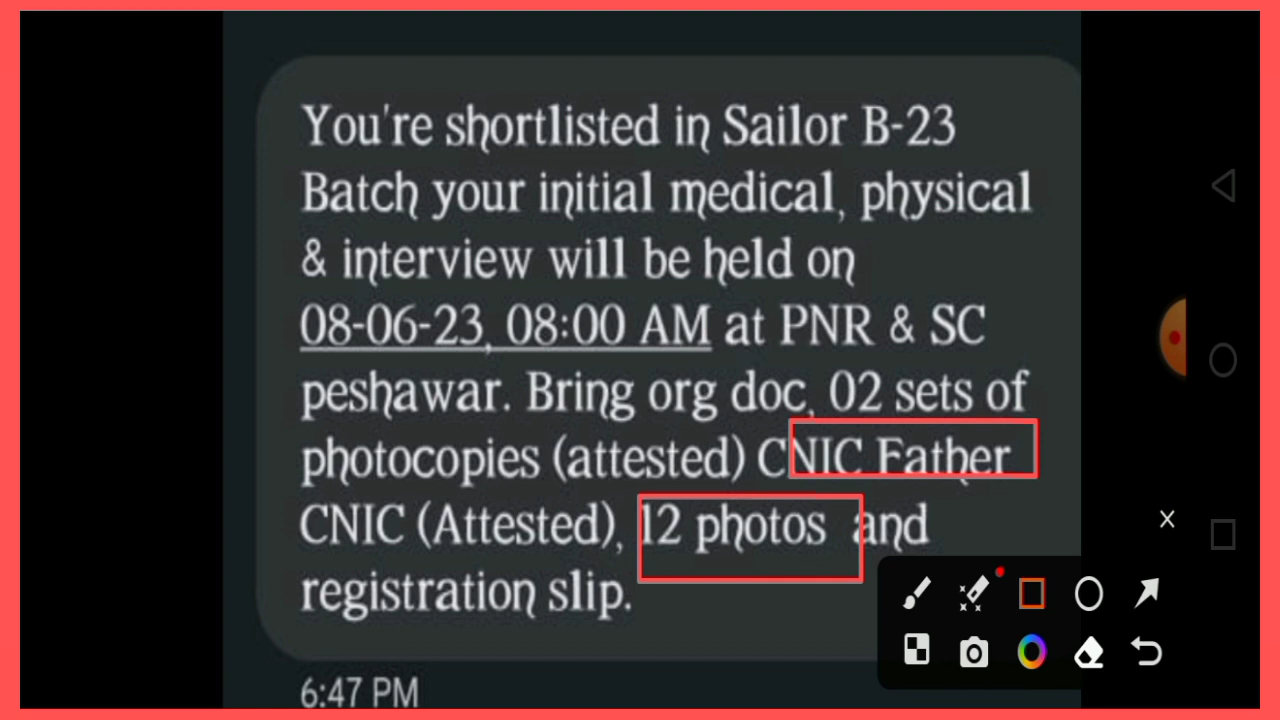 You're shortlisted in Sailor B-23
Batch your initial medical, physical
& interview will be held on
08-06-23, 08:00 AM at PNR & SC
peshawar. Bring org doc, 02 sets of
photocopies (attested) CNIC Father
CNIC (Attested), 12 photos and
registration slip.
6:47 PM